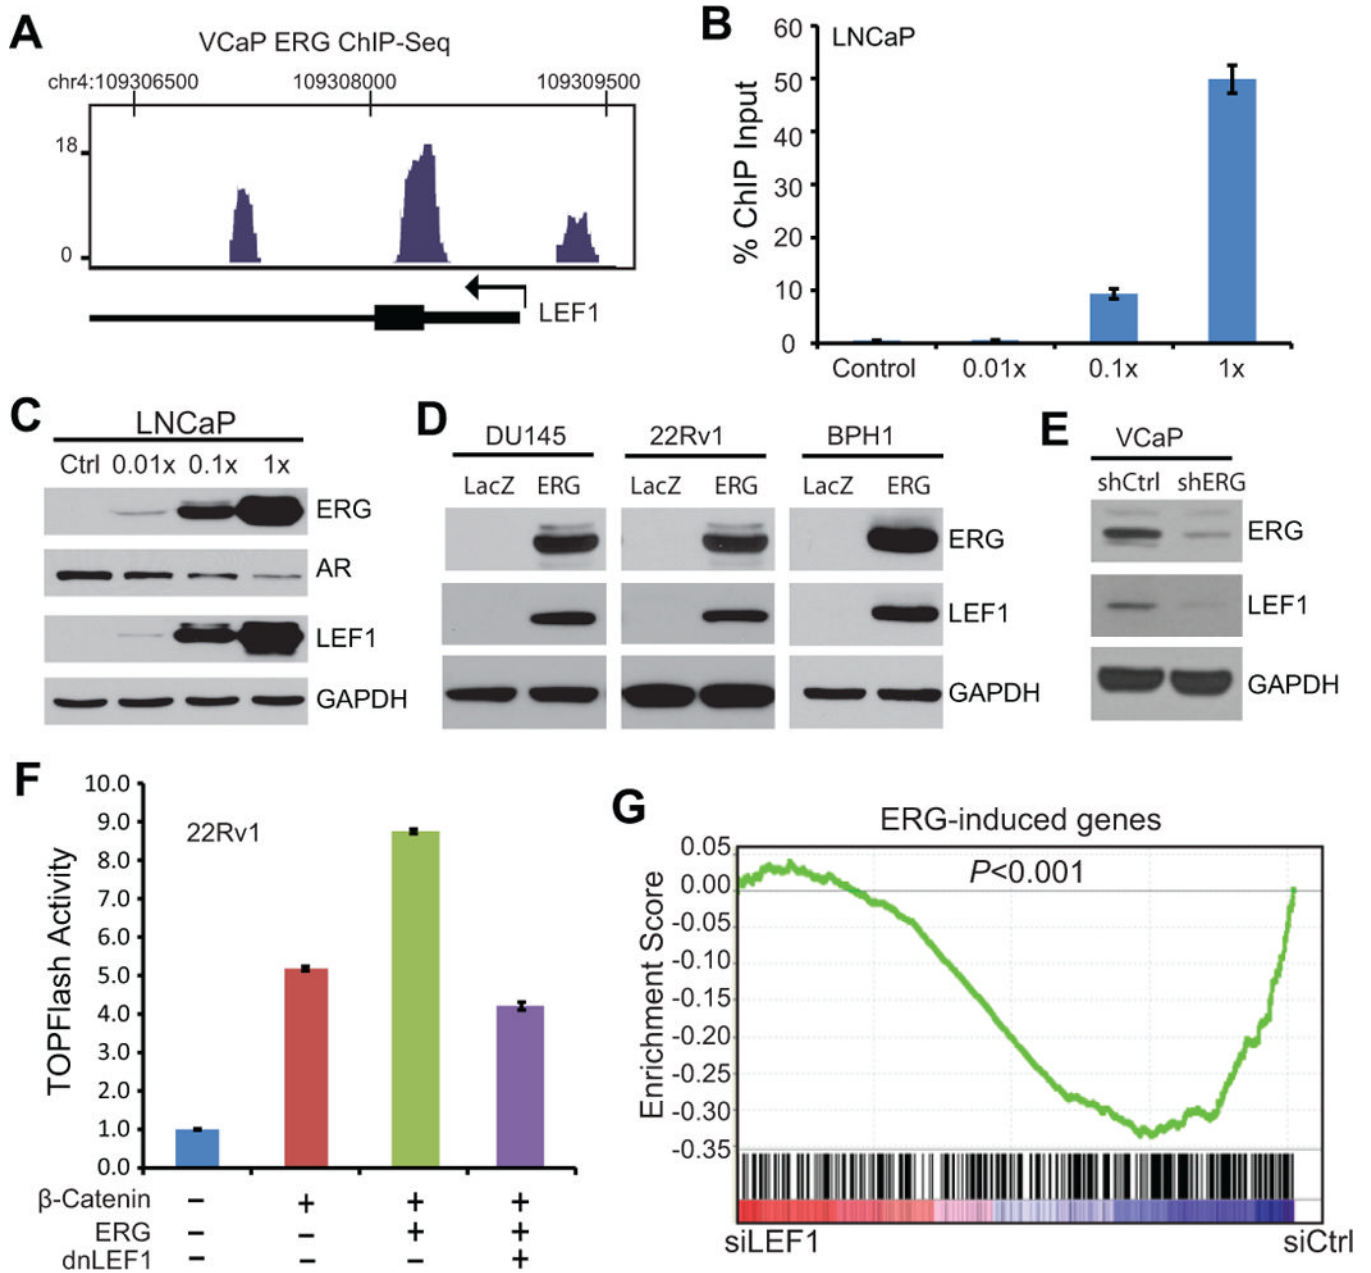 A
VCaP ERG ChIP-Seq
chr4:109306500 109308000 109309500
18
0
LEF1
B
LNCaP
% ChIP Input
60
50
40
30
20
10
0
Control 0.01x 0.1x 1x
C
LNCaP
Ctrl 0.01x 0.1x 1x
ERG
AR
LEF1
GAPDH
D
DU145 22Rv1 BPH1
LacZ ERG LacZ ERG LacZ ERG
ERG
LEF1
GAPDH
E
VCaP
shCtrl shERG
ERG
LEF1
GAPDH
F
22Rv1
TOPFlash Activity
10.0
9.0
8.0
7.0
6.0
5.0
4.0
3.0
2.0
1.0
0.0
β-Catenin − + + +
ERG − − + +
dnLEF1 − − − +
G
ERG-induced genes
P<0.001
Enrichment Score
0.05
0.00
-0.05
-0.10
-0.15
-0.20
-0.25
-0.30
-0.35
siLEF1 siCtrl